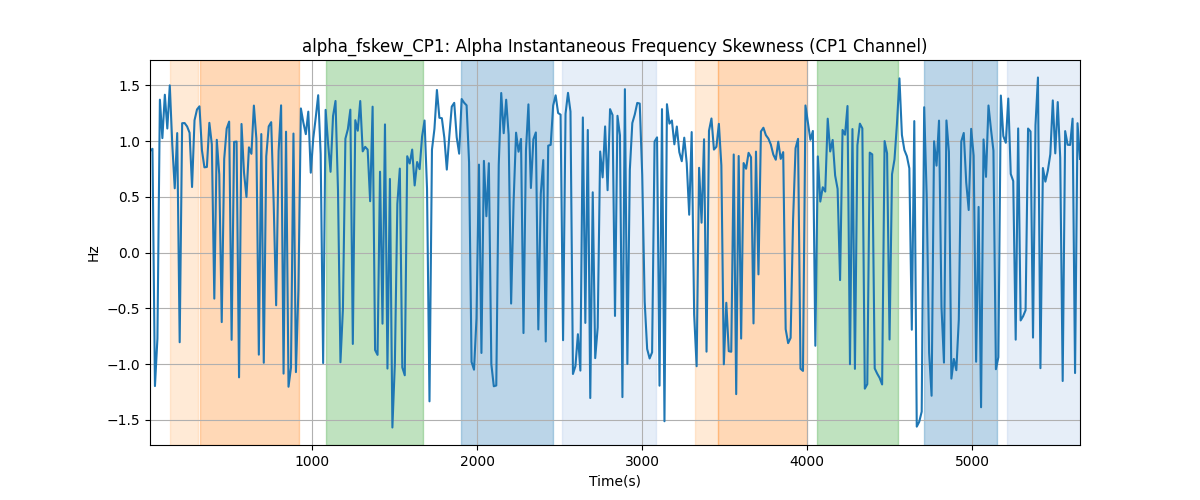 alpha_fskew_CP1: Alpha Instantaneous Frequency Skewness (CP1 Channel)
1.5
1.0
0.5
0.0
−0.5
−1.0
−1.5
Hz
1000 2000 3000 4000 5000
Time(s)